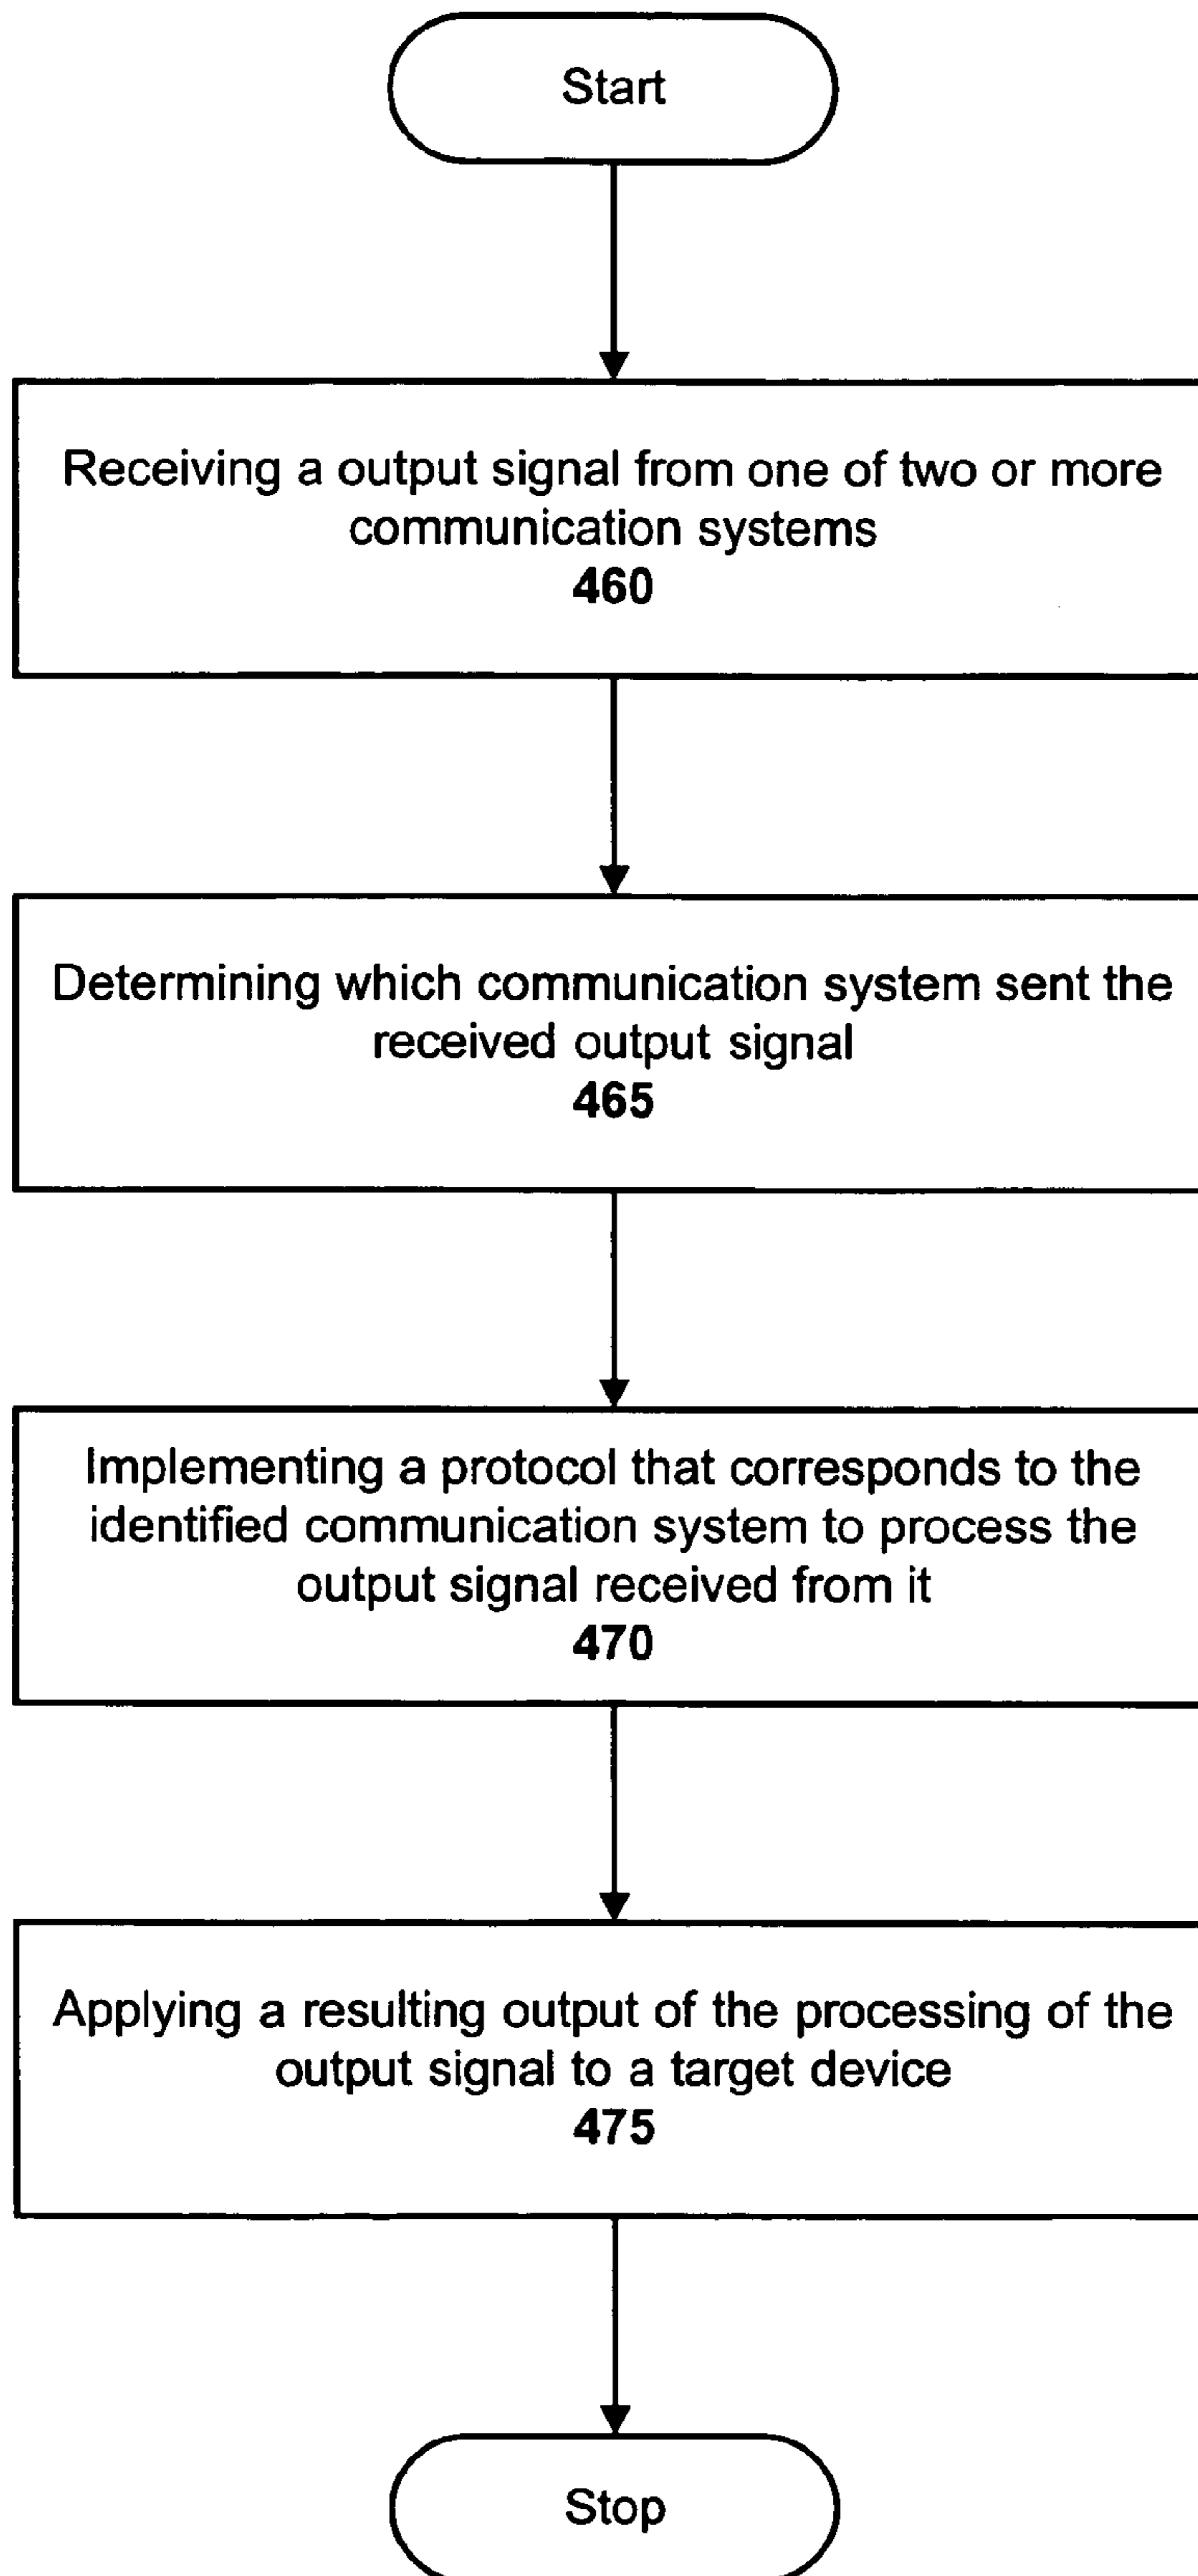 Start
Receiving a output signal from one of two or more
communication systems
460
Determining which communication system sent the
received output signal
465
Implementing a protocol that corresponds to the
identified communication system to process the
output signal received from it
470
Applying a resulting output of the processing of the
output signal to a target device
475
Stop